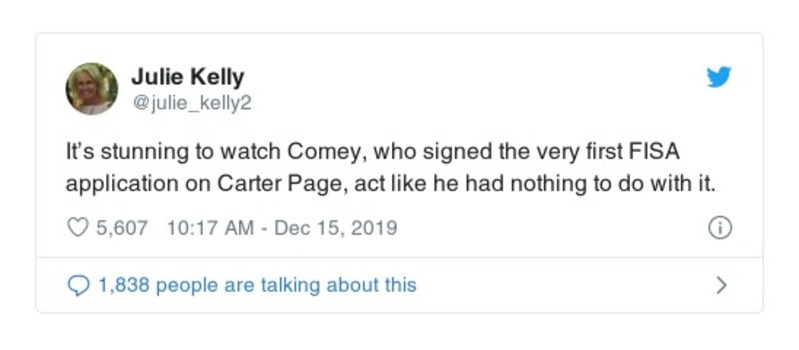 Julie Kelly
@julie_kelly2
It's stunning to watch Comey, who signed the very first FISA
application on Carter Page, act like he had nothing to do with it.
5,607 10:17 AM - Dec 15, 2019
1,838 people are talking about this